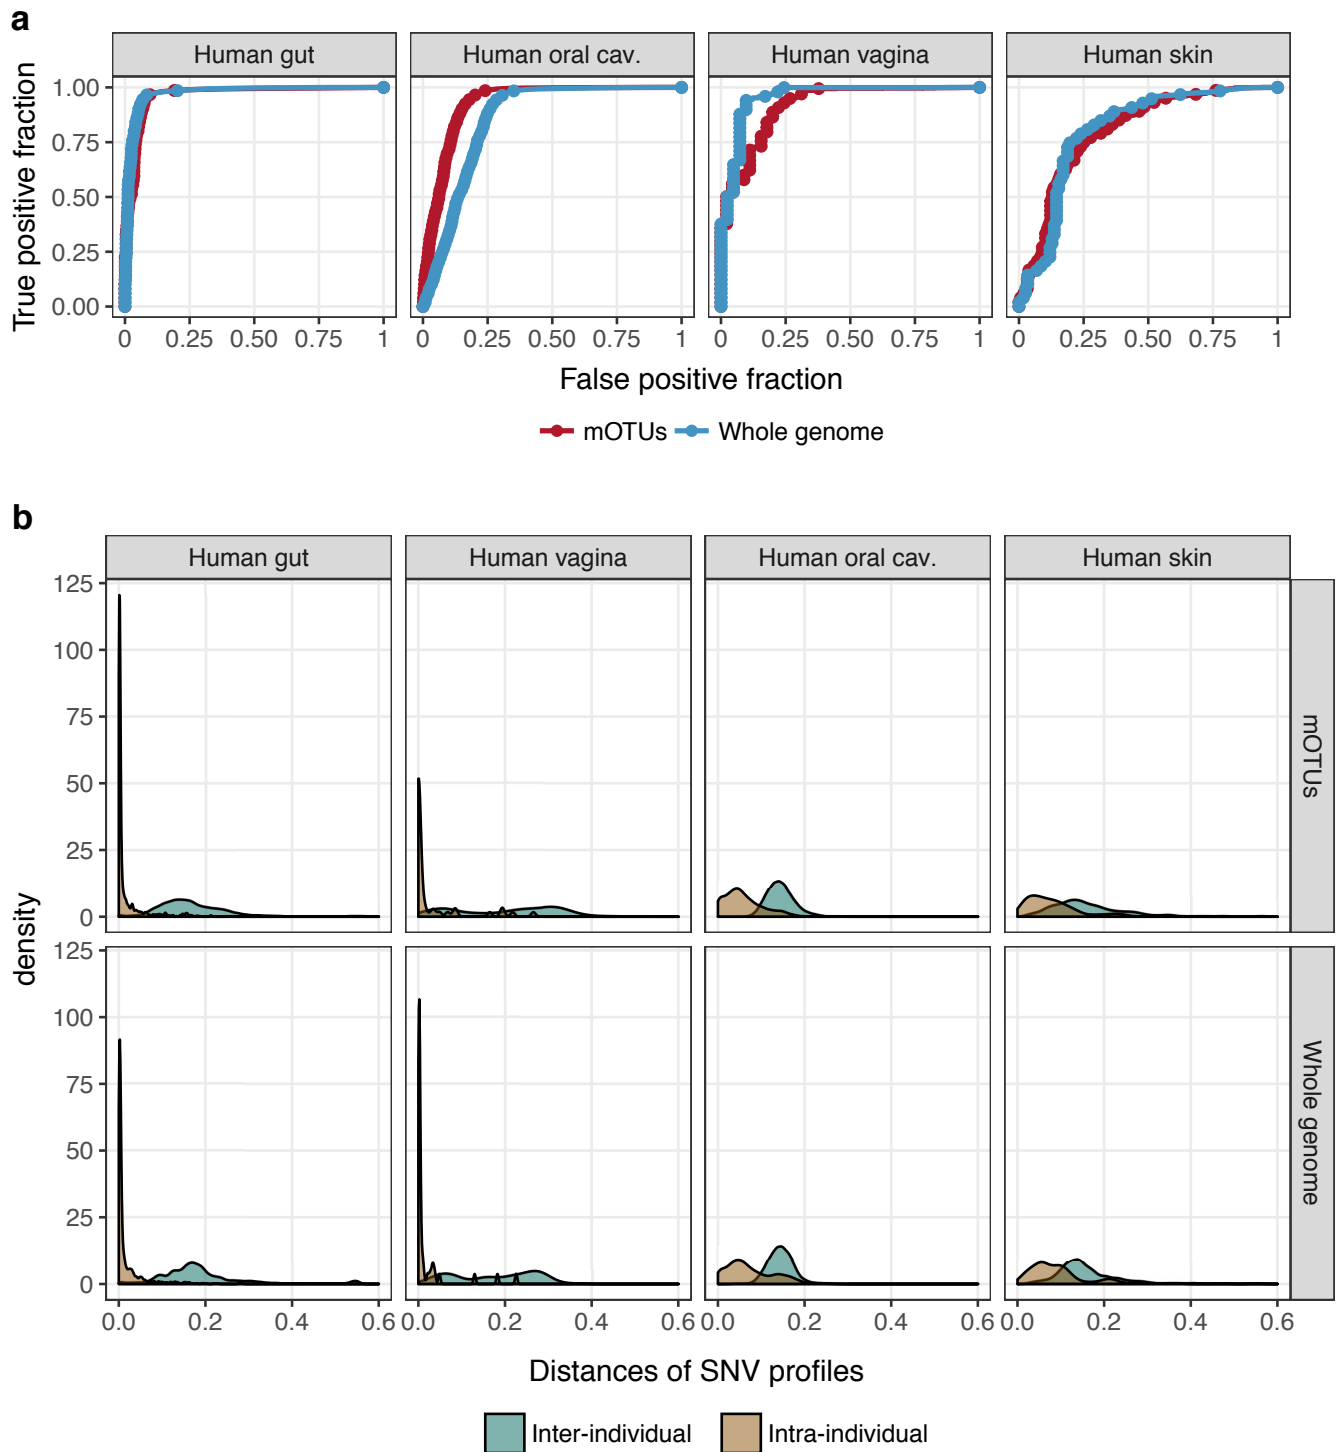 a
Human gut
Human oral cav.
Human vagina
Human skin
True positive fraction
1.00
0.75
0.50
0.25
0.00
0 0.25 0.50 0.75 1
0 0.25 0.50 0.75 1
0 0.25 0.50 0.75 1
0 0.25 0.50 0.75 1
False positive fraction
mOTUs
Whole genome
b
Human gut
Human vagina
Human oral cav.
Human skin
density
125
100
75
50
25
0
mOTUs
125
100
75
50
25
0
Whole genome
0.0 0.2 0.4 0.6
0.0 0.2 0.4 0.6
0.0 0.2 0.4 0.6
0.0 0.2 0.4 0.6
Distances of SNV profiles
Inter-individual
Intra-individual